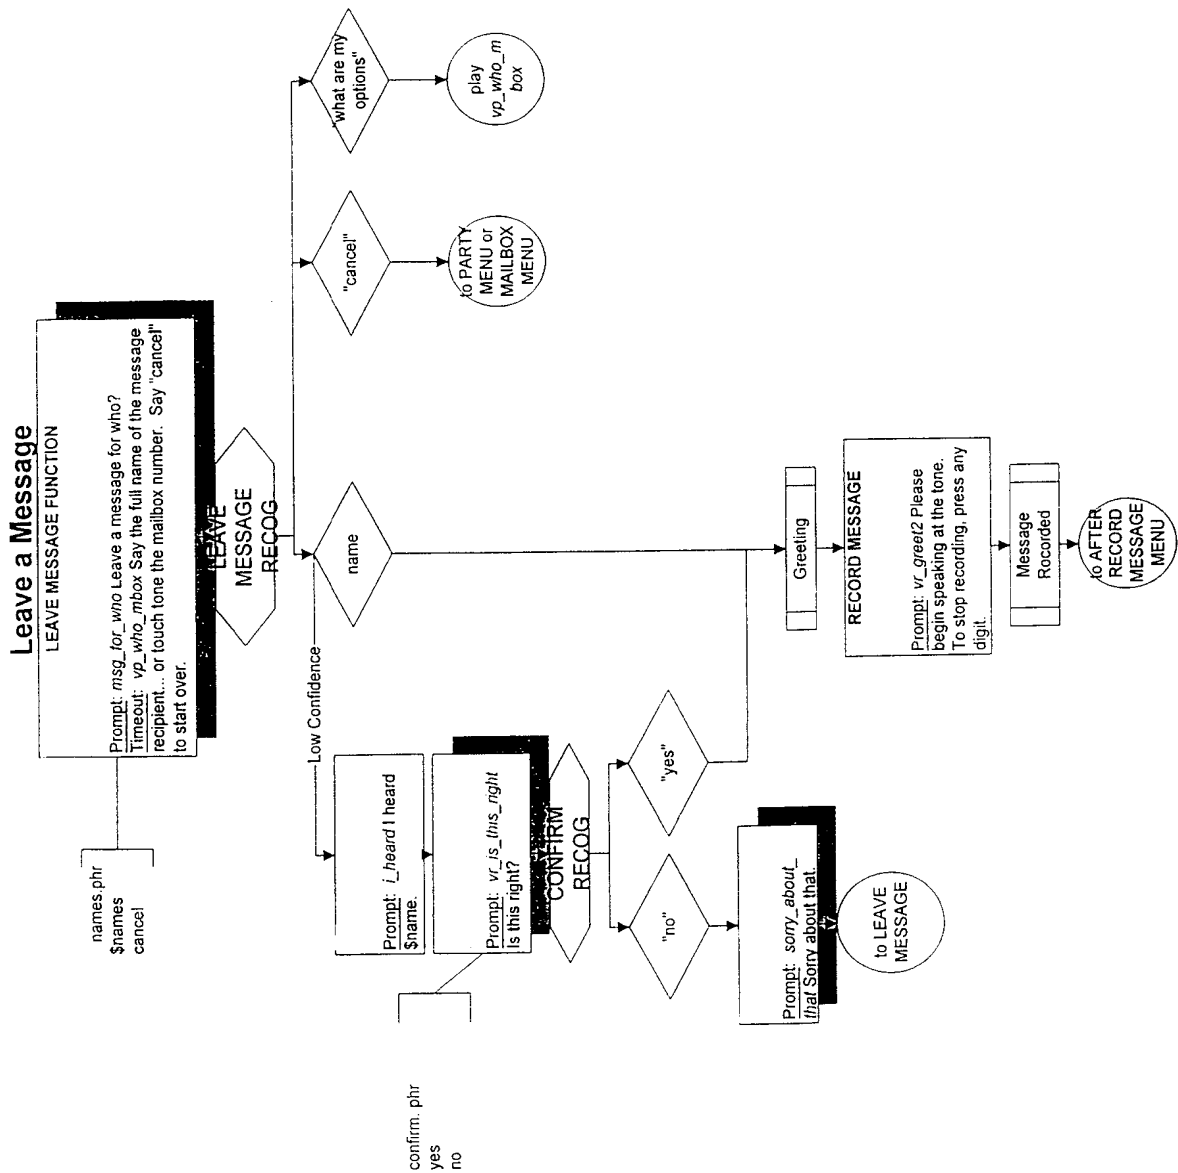 Leave a Message
LEAVE MESSAGE FUNCTION
Prompt: msg_for_who Leave a message for who?
Timeout: vp_who_mbox Say the full name of the message
recipient... or touch tone the mailbox number. Say "cancel"
to start over.
names.phr
$names
cancel
LEAVE
MESSAGE
RECOG
Low Confidence
name
"cancel"
"what are my
options"
to PARTY
MENU or
MAILBOX
MENU
play
vp_who_m
box
Prompt: i_heard I heard
$name.
Prompt: vr_is_this_right
Is this right?
confirm. phr
yes
no
CONFIRM
RECOG
"no"
"yes"
Prompt: sorry_about_
that Sorry about that.
to LEAVE
MESSAGE
Greeting
RECORD MESSAGE
Prompt: vr_greet2 Please
begin speaking at the tone.
To stop recording, press any
digit.
Message
Rocorded
to AFTER
RECORD
MESSAGE
MENU